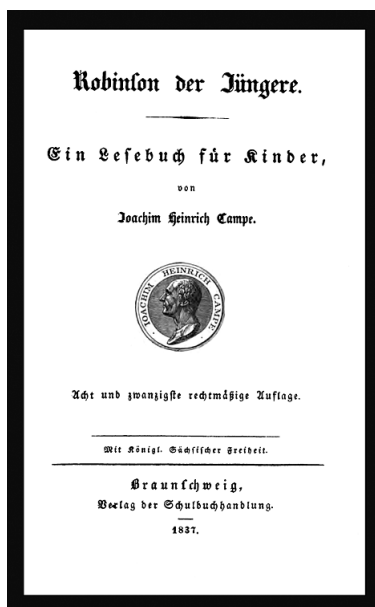 Robinſon der Jüngere.
Ein Leſebuch für Kinder,
von
Joachim Heinrich Campe.
JOACHIM HEINRICH CAMPE
Acht und zwanzigſte rechtmäßige Auflage.
Mit Königl. Sächſiſcher Freiheit.
Braunſchweig,
Verlag der Schulbuchhandlung.
1837.